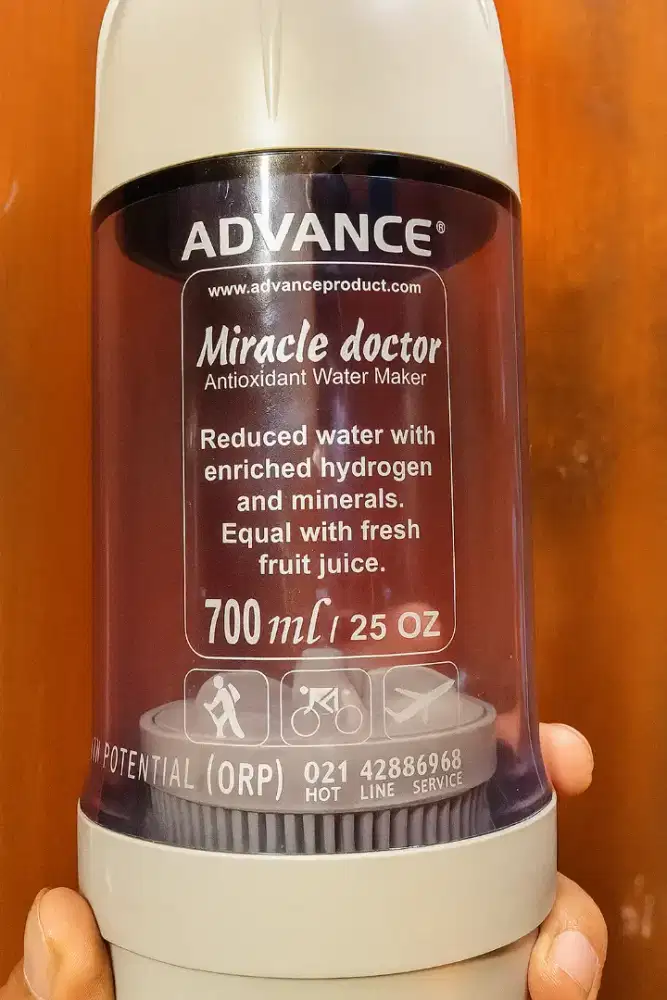 ADVANCE®
www.advanceproduct.com
Miracle doctor
Antioxidant Water Maker
Reduced water with
enriched hydrogen
and minerals.
Equal with fresh
fruit juice.
700 ml / 25 OZ
POTENTIAL (ORP)
021 42886968
HOT LINE SERVICE